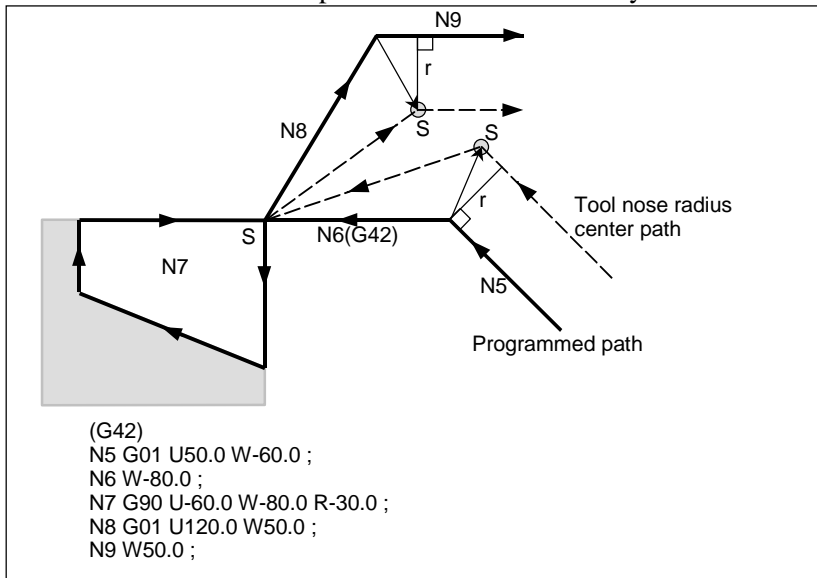 N9
r
S
N8
S
r
Tool nose radius
center path
S
N6(G42)
N7
N5
Programmed path
(G42)
N5 G01 U50.0 W-60.0 ;
N6 W-80.0 ;
N7 G90 U-60.0 W-80.0 R-30.0 ;
N8 G01 U120.0 W50.0 ;
N9 W50.0 ;